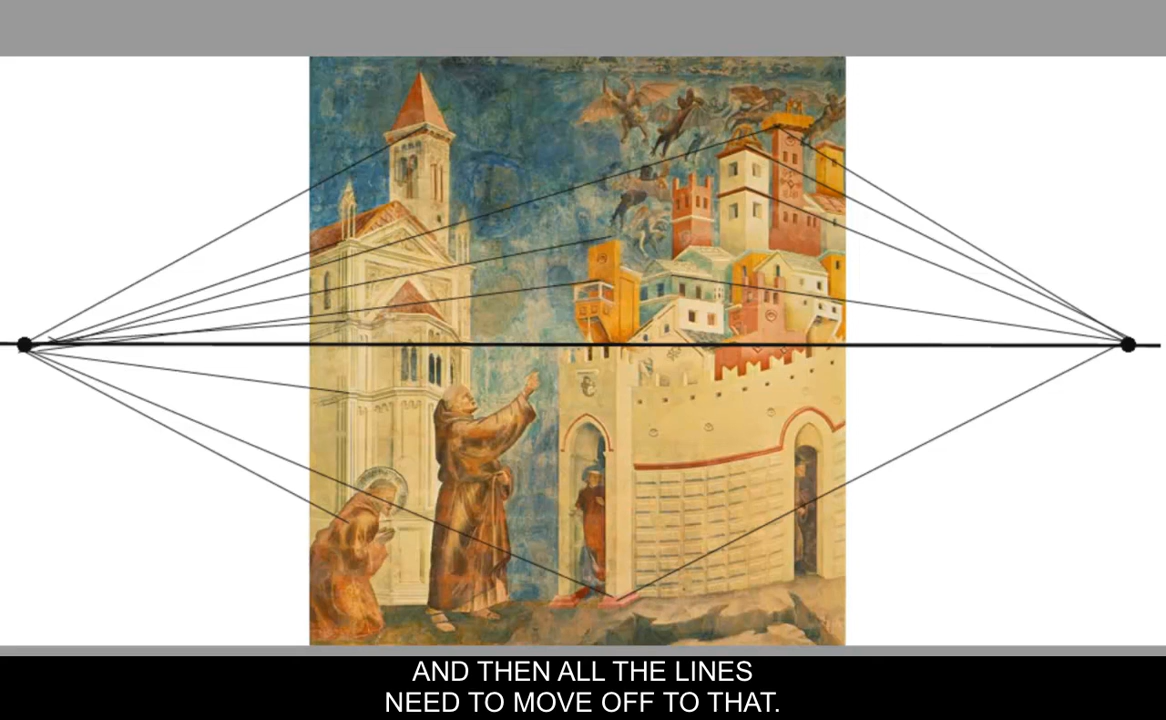 AND THEN ALL THE LINES
NEED TO MOVE OFF TO THAT.